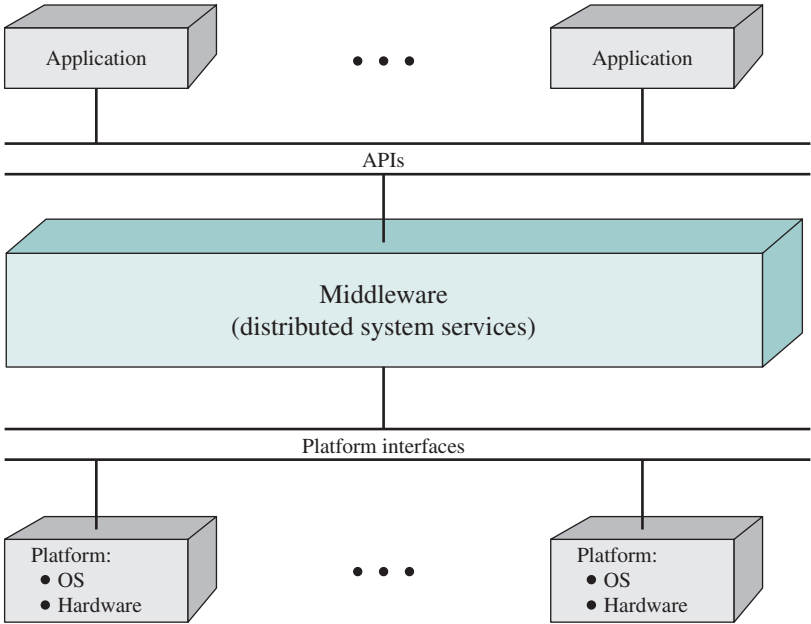 Application
Application
APIs
Middleware
(distributed system services)
Platform interfaces
Platform:
• OS
• Hardware
Platform:
• OS
• Hardware